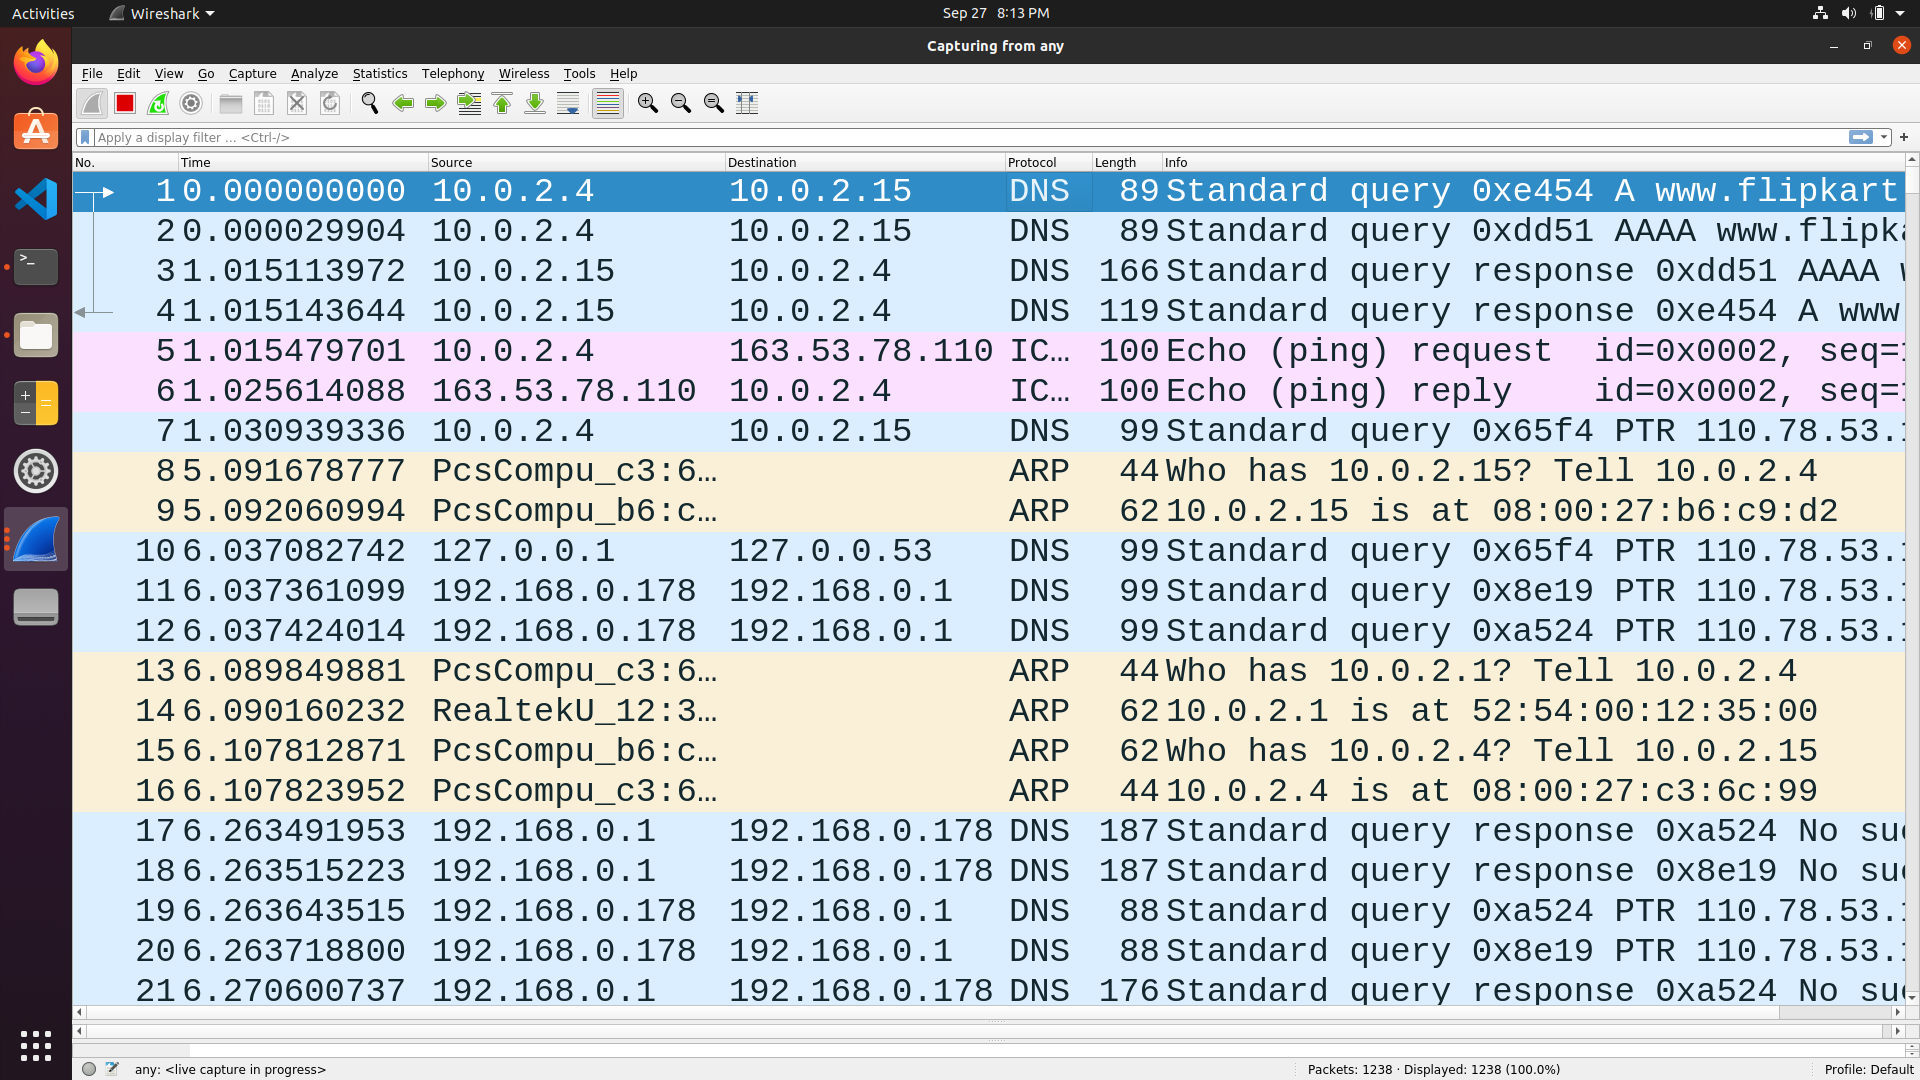 Activities Wireshark Sep 27 8:13 PM
Capturing from any
File Edit View Go Capture Analyze Statistics Telephony Wireless Tools Help
Apply a display filter … <Ctrl-/>
No. Time Source Destination Protocol Length Info
1 0.000000000 10.0.2.4 10.0.2.15 DNS 89 Standard query 0xe454 A www.flipkart
2 0.000029904 10.0.2.4 10.0.2.15 DNS 89 Standard query 0xdd51 AAAA www.flipka
3 1.015113972 10.0.2.15 10.0.2.4 DNS 166 Standard query response 0xdd51 AAAA
4 1.015143644 10.0.2.15 10.0.2.4 DNS 119 Standard query response 0xe454 A www
5 1.015479701 10.0.2.4 163.53.78.110 IC… 100 Echo (ping) request id=0x0002, seq=
6 1.025614088 163.53.78.110 10.0.2.4 IC… 100 Echo (ping) reply id=0x0002, seq=
7 1.030939336 10.0.2.4 10.0.2.15 DNS 99 Standard query 0x65f4 PTR 110.78.53.
8 5.091678777 PcsCompu_c3:6… ARP 44 Who has 10.0.2.15? Tell 10.0.2.4
9 5.092060994 PcsCompu_b6:c… ARP 62 10.0.2.15 is at 08:00:27:b6:c9:d2
10 6.037082742 127.0.0.1 127.0.0.53 DNS 99 Standard query 0x65f4 PTR 110.78.53.
11 6.037361099 192.168.0.178 192.168.0.1 DNS 99 Standard query 0x8e19 PTR 110.78.53.
12 6.037424014 192.168.0.178 192.168.0.1 DNS 99 Standard query 0xa524 PTR 110.78.53.
13 6.089849881 PcsCompu_c3:6… ARP 44 Who has 10.0.2.1? Tell 10.0.2.4
14 6.090160232 RealtekU_12:3… ARP 62 10.0.2.1 is at 52:54:00:12:35:00
15 6.107812871 PcsCompu_b6:c… ARP 62 Who has 10.0.2.4? Tell 10.0.2.15
16 6.107823952 PcsCompu_c3:6… ARP 44 10.0.2.4 is at 08:00:27:c3:6c:99
17 6.263491953 192.168.0.1 192.168.0.178 DNS 187 Standard query response 0xa524 No suc
18 6.263515223 192.168.0.1 192.168.0.178 DNS 187 Standard query response 0x8e19 No suc
19 6.263643515 192.168.0.178 192.168.0.1 DNS 88 Standard query 0xa524 PTR 110.78.53.
20 6.263718800 192.168.0.178 192.168.0.1 DNS 88 Standard query 0x8e19 PTR 110.78.53.
21 6.270600737 192.168.0.1 192.168.0.178 DNS 176 Standard query response 0xa524 No suc
any: <live capture in progress> Packets: 1238 · Displayed: 1238 (100.0%) Profile: Default